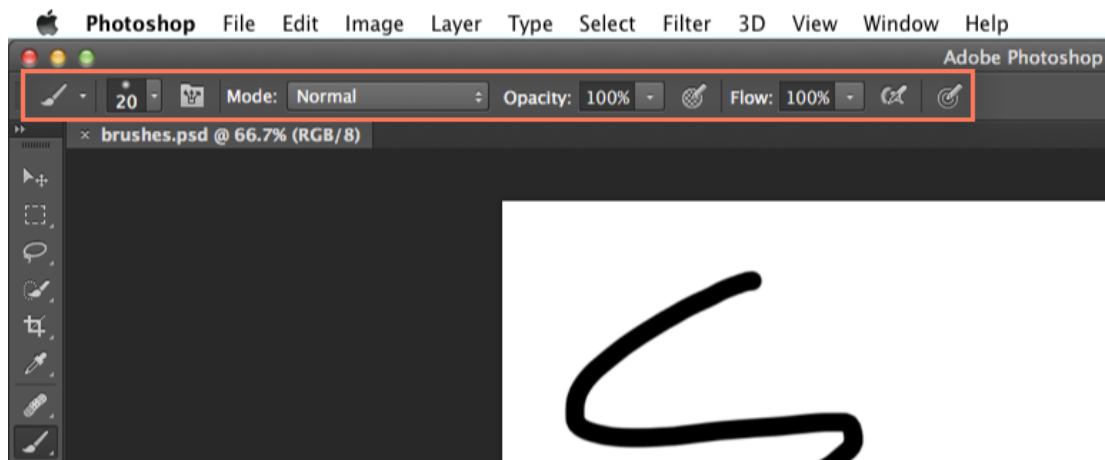 Photoshop File Edit Image Layer Type Select Filter 3D View Window Help
Adobe Photoshop
20 Mode: Normal Opacity: 100% Flow: 100%
× brushes.psd @ 66.7% (RGB/8)